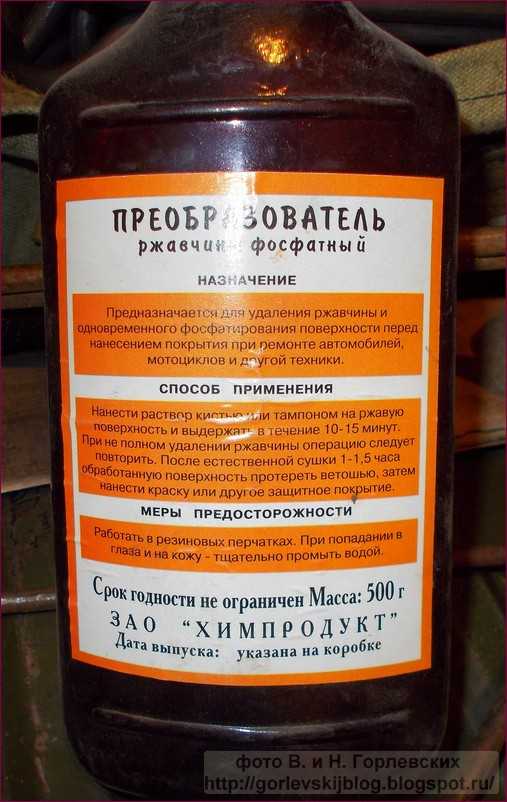 ПРЕОБРАЗОВАТЕЛЬ
ржавчины фосфатный
НАЗНАЧЕНИЕ
Предназначается для удаления ржавчины и
одновременного фосфатирования поверхности перед
нанесением покрытия при ремонте автомобилей,
мотоциклов и другой техники.
СПОСОБ ПРИМЕНЕНИЯ
Нанести раствор кистью или тампоном на ржавую
поверхность и выдержать в течение 10-15 минут.
При не полном удалении ржавчины операцию следует
повторить. После естественной сушки 1-1,5 часа
обработанную поверхность протереть ветошью, затем
нанести краску или другое защитное покрытие.
МЕРЫ ПРЕДОСТОРОЖНОСТИ
Работать в резиновых перчатках. При попадании в
глаза и на кожу - тщательно промыть водой.
Срок годности не ограничен Масса: 500 г
ЗАО "ХИМПРОДУКТ"
Дата выпуска: указана на коробке
фото В. и Н. Горлевских
http://gorlevskijblog.blogspot.ru/